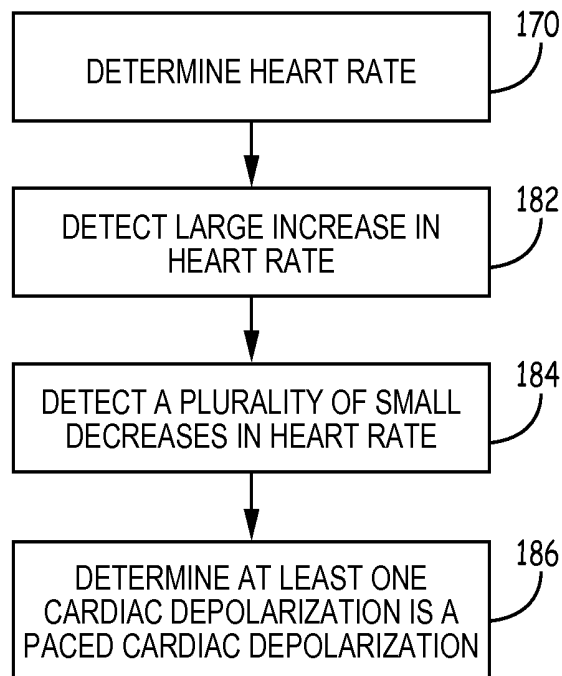 170
DETERMINE HEART RATE
182
DETECT LARGE INCREASE IN
HEART RATE
184
DETECT A PLURALITY OF SMALL
DECREASES IN HEART RATE
186
DETERMINE AT LEAST ONE
CARDIAC DEPOLARIZATION IS A
PACED CARDIAC DEPOLARIZATION